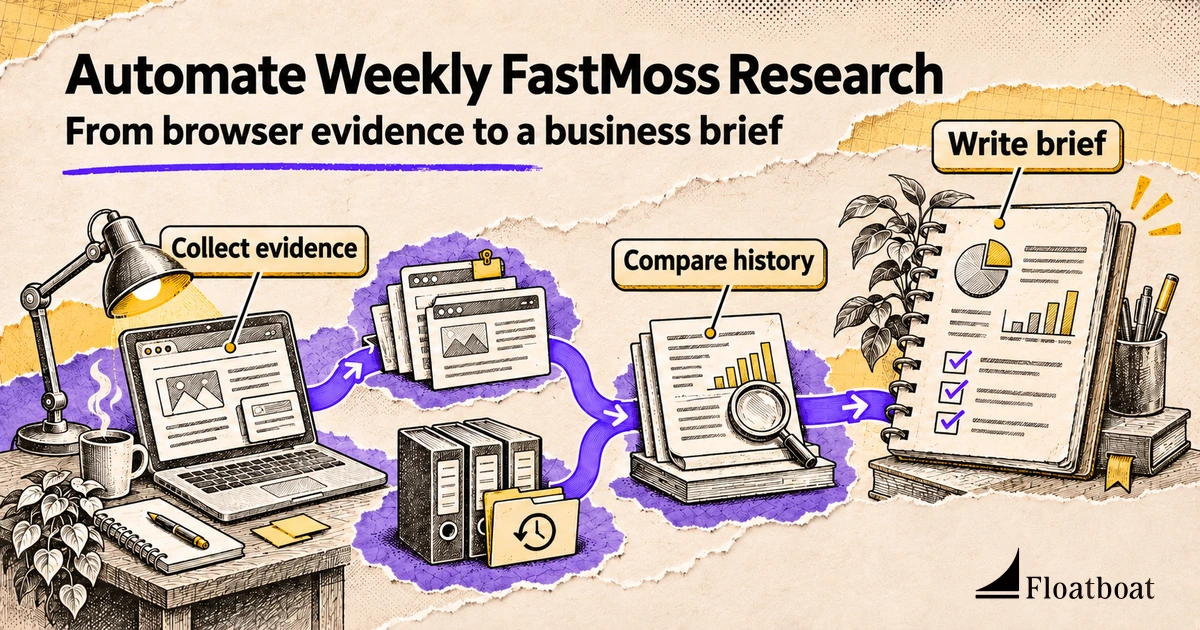 Automate Weekly FastMoss Research
From browser evidence to a business brief
Write brief
Collect evidence
Compare history
Floatboat